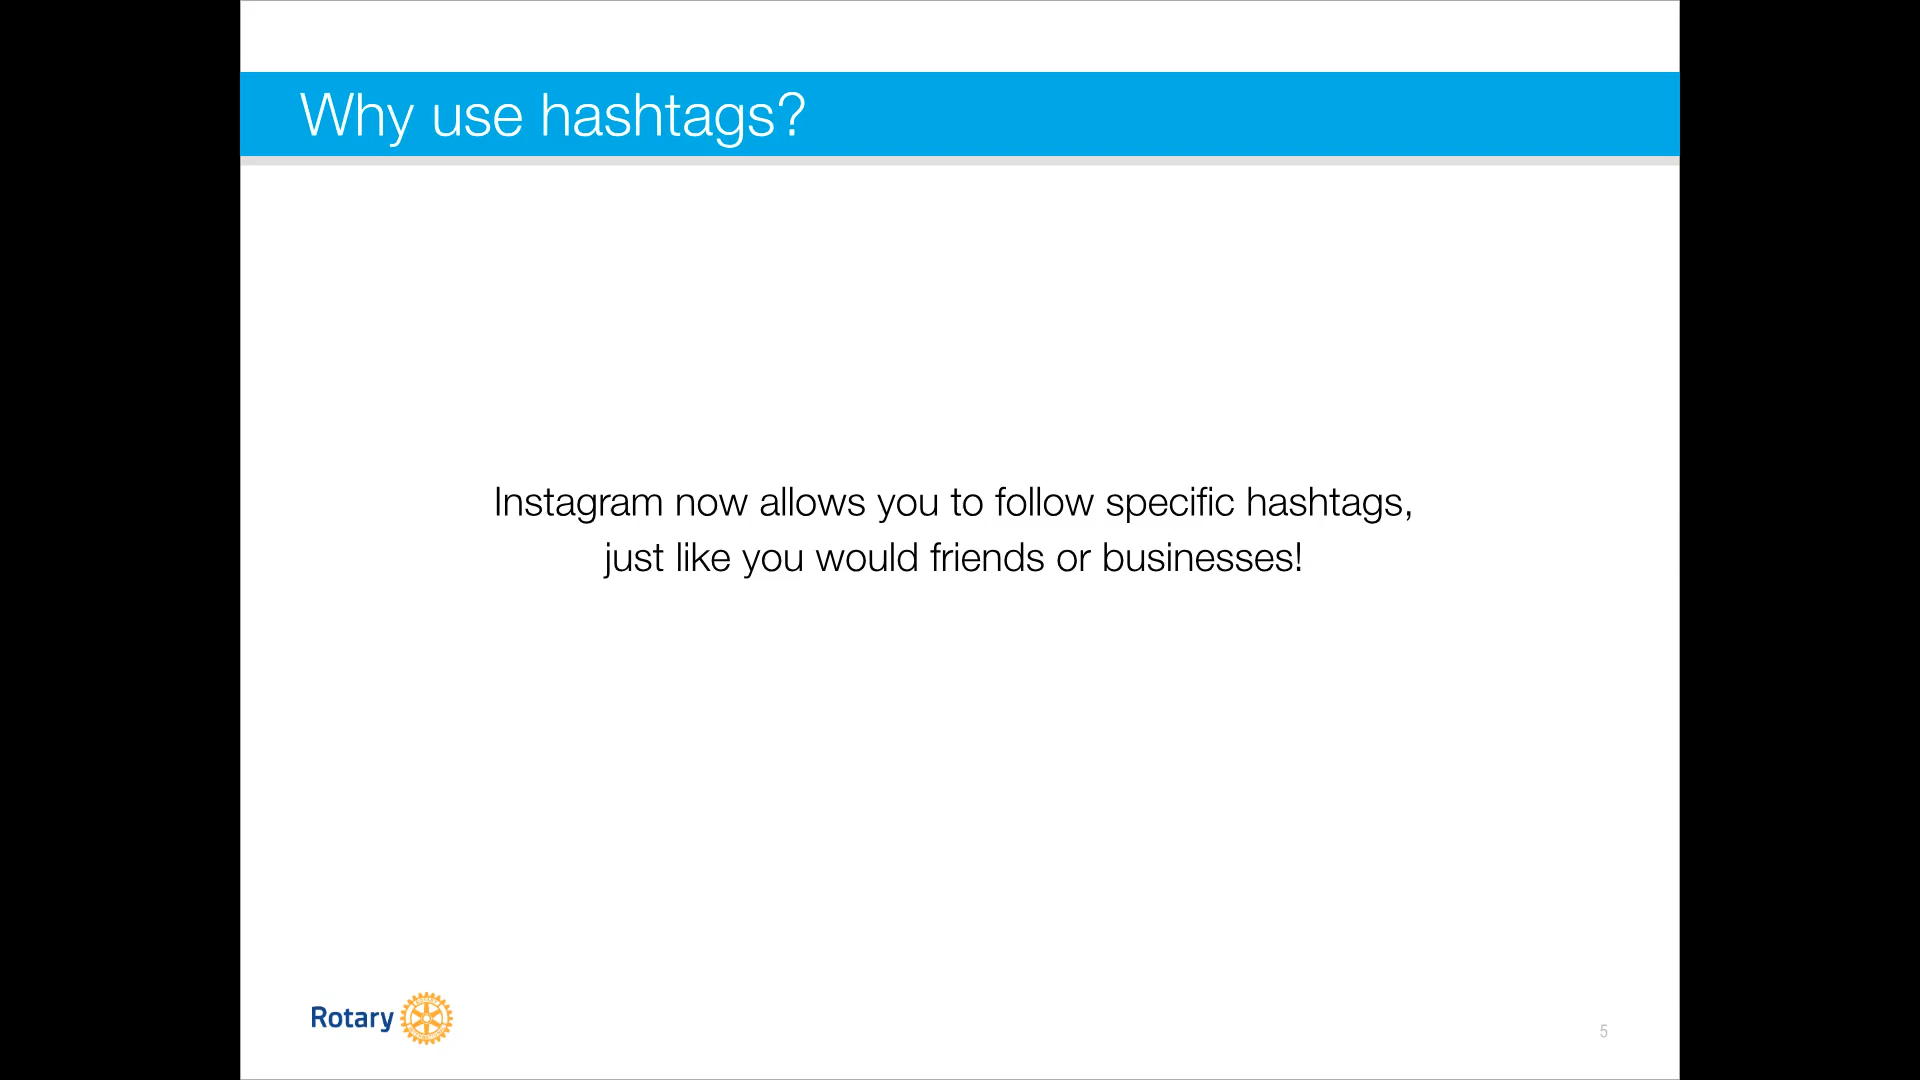 Why use hashtags?
Instagram now allows you to follow specific hashtags,
just like you would friends or businesses!
Rotary
5